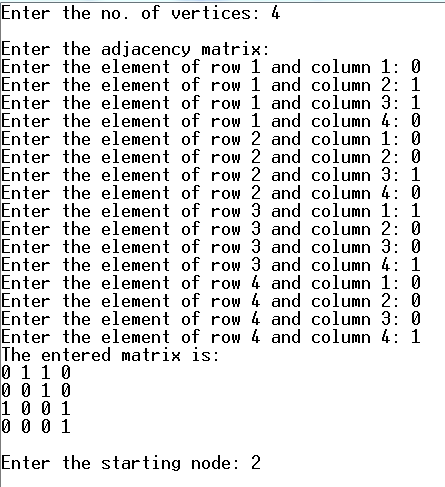 Enter the no. of vertices: 4
Enter the adjacency matrix:
Enter the element of row 1 and column 1: 0
Enter the element of row 1 and column 2: 1
Enter the element of row 1 and column 3: 1
Enter the element of row 1 and column 4: 0
Enter the element of row 2 and column 1: 0
Enter the element of row 2 and column 2: 0
Enter the element of row 2 and column 3: 1
Enter the element of row 2 and column 4: 0
Enter the element of row 3 and column 1: 1
Enter the element of row 3 and column 2: 0
Enter the element of row 3 and column 3: 0
Enter the element of row 3 and column 4: 1
Enter the element of row 4 and column 1: 0
Enter the element of row 4 and column 2: 0
Enter the element of row 4 and column 3: 0
Enter the element of row 4 and column 4: 1
The entered matrix is:
0 1 1 0
0 0 1 0
1 0 0 1
0 0 0 1
Enter the starting node: 2